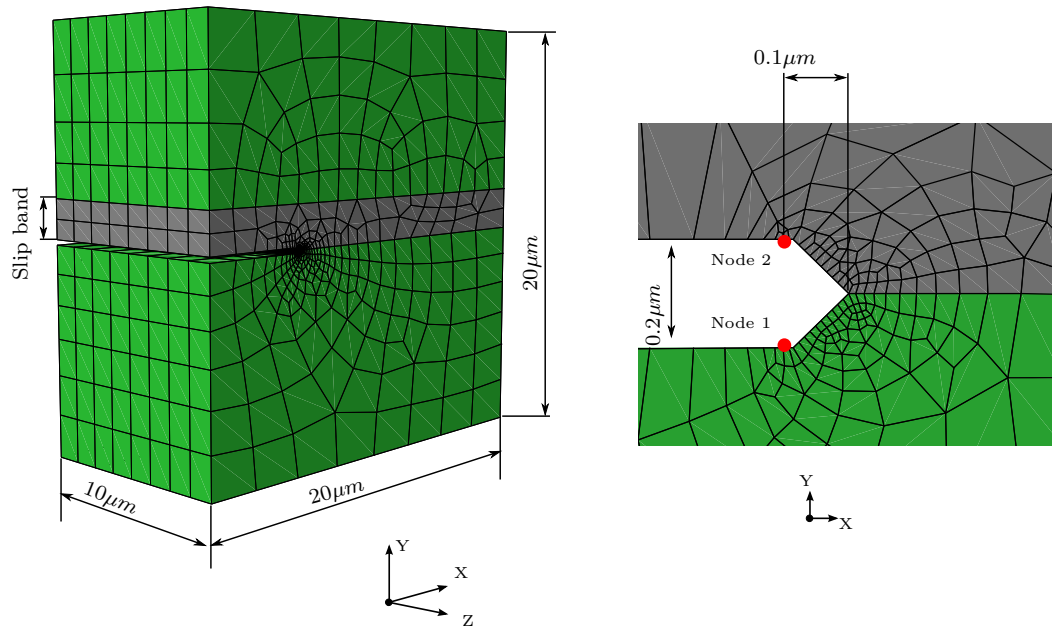 Slip band
20μm
10μm
20μm
Y
X
Z
0.1μm
0.2μm
Node 2
Node 1
Y
X